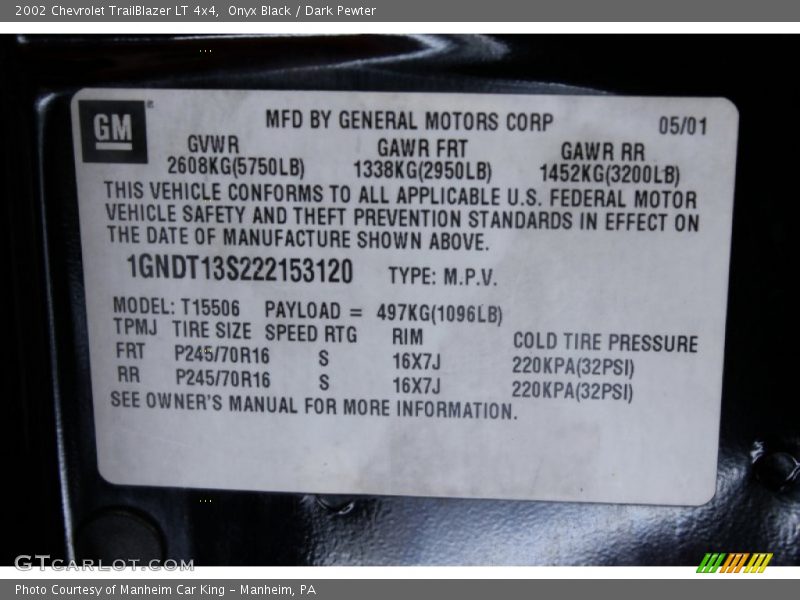 2002 Chevrolet TrailBlazer LT 4x4, Onyx Black / Dark Pewter
GM
MFD BY GENERAL MOTORS CORP 05/01
GVWR GAWR FRT GAWR RR
2608KG(5750LB) 1338KG(2950LB) 1452KG(3200LB)
THIS VEHICLE CONFORMS TO ALL APPLICABLE U.S. FEDERAL MOTOR
VEHICLE SAFETY AND THEFT PREVENTION STANDARDS IN EFFECT ON
THE DATE OF MANUFACTURE SHOWN ABOVE.
1GNDT13S222153120 TYPE: M.P.V.
MODEL: T15506 PAYLOAD = 497KG(1096LB)
TPMJ TIRE SIZE SPEED RTG RIM COLD TIRE PRESSURE
FRT P245/70R16 S 16X7J 220KPA(32PSI)
RR P245/70R16 S 16X7J 220KPA(32PSI)
SEE OWNER'S MANUAL FOR MORE INFORMATION.
GTCARLOT.COM
Photo Courtesy of Manheim Car King - Manheim, PA